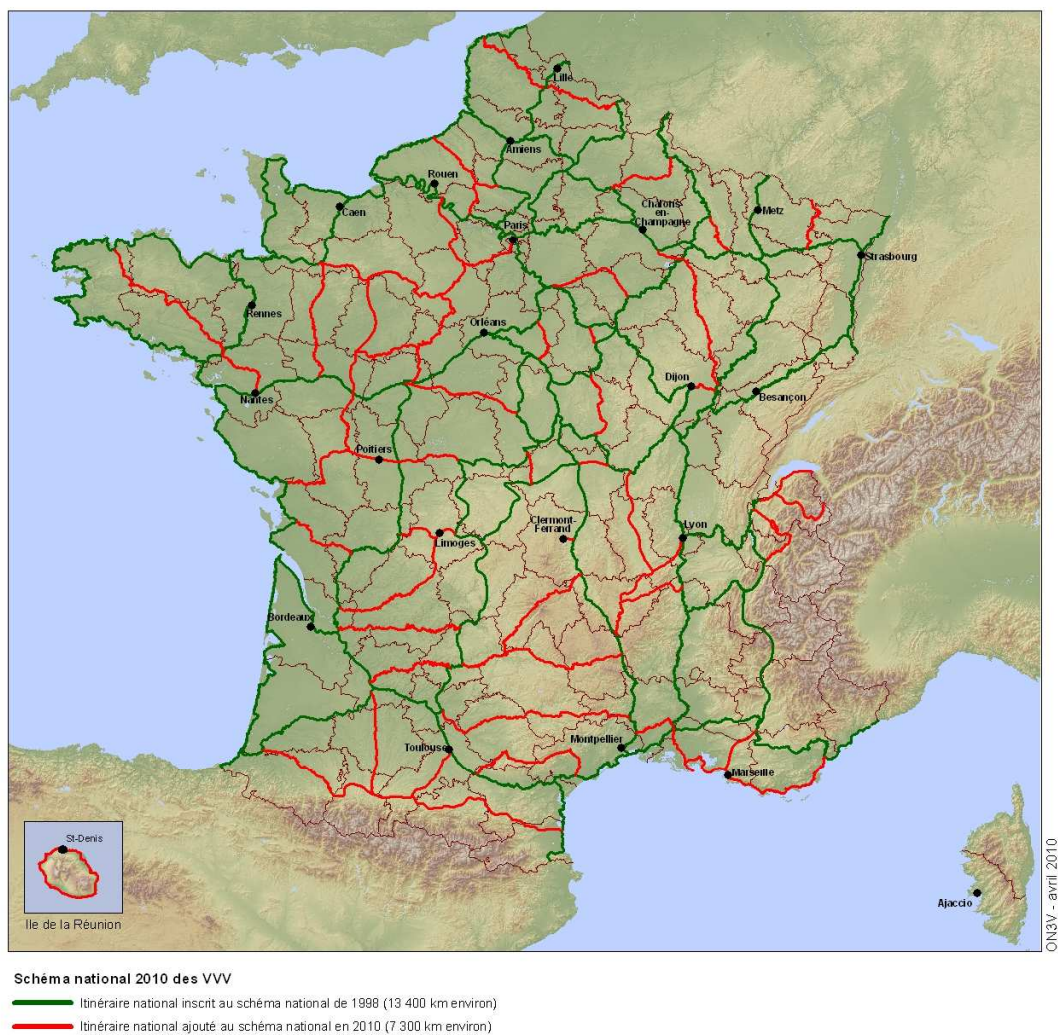 Lille
Amiens
Rouen
Caen
Châlons-
en-
Champagne
Metz
Paris
Strasbourg
Rennes
Orléans
Nantes
Dijon
Besançon
Poitiers
Clermont-
Ferrand
Limoges
Lyon
Bordeaux
Toulouse
Montpellier
Marseille
St-Denis
Ile de la Réunion
Ajaccio
ON3V - avril 2010
Schéma national 2010 des VVV
Itinéraire national inscrit au schéma national de 1998 (13 400 km environ)
Itinéraire national ajouté au schéma national en 2010 (7 300 km environ)